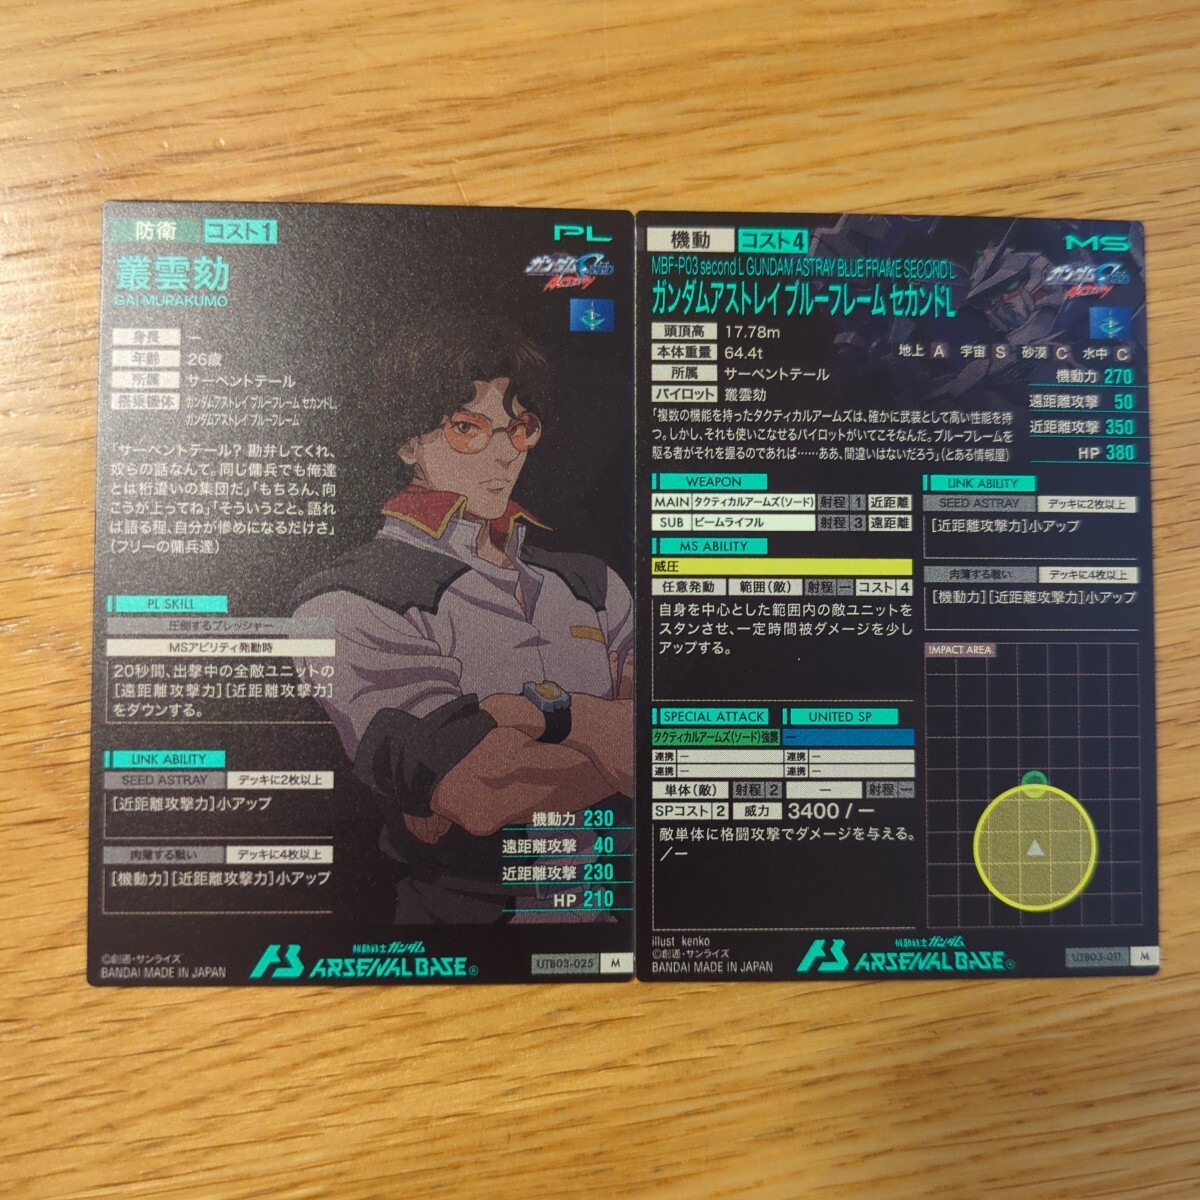 防衛 コスト1
PL
叢雲劾
GAI MURAKUMO
ガンダムSEED
ASTRAY
身長 ー
年齢 26歳
所属 サーペントテール
搭乗機体 ガンダムアストレイ ブルーフレーム セカンドL、
ガンダムアストレイ ブルーフレーム
「サーペントテール? 勘弁してくれ、
奴らの話なんて。同じ傭兵でも俺達
とは桁違いの集団だ」「もちろん、向
こうが上ってね」「そういうこと。語れ
ば語る程、自分が惨めになるだけさ」
(フリーの傭兵達)
PL SKILL
圧倒するプレッシャー
MSアビリティ発動時
20秒間、出撃中の全敵ユニットの
[遠距離攻撃力][近距離攻撃力]
をダウンする。
LINK ABILITY
SEED ASTRAY デッキに2枚以上
[近距離攻撃力]小アップ
肉薄する戦い デッキに4枚以上
[機動力][近距離攻撃力]小アップ
機動力 230
遠距離攻撃 40
近距離攻撃 230
HP 210
©創通・サンライズ
BANDAI MADE IN JAPAN
機動戦士ガンダム
ARSENAL BASE
UTB03-025 M
機動 コスト4
MS
MBF-P03 second L GUNDAM ASTRAY BLUE FRAME SECOND L
ガンダムアストレイ ブルーフレーム セカンドL
ガンダムSEED
ASTRAY
頭頂高 17.78m
本体重量 64.4t
地上 A 宇宙 S 砂漠 C 水中 C
所属 サーペントテール
パイロット 叢雲劾
機動力 270
遠距離攻撃 50
近距離攻撃 350
HP 380
「複数の機能を持ったタクティカルアームズは、確かに武装として高い性能を持
つ。しかし、それも使いこなせるパイロットがいてこそなんだ。ブルーフレームを
駆る者がそれを握るのであれば……ああ、間違いはないだろう」(とある情報屋)
WEAPON
MAIN タクティカルアームズ(ソード) 射程 1 近距離
SUB ビームライフル 射程 3 遠距離
MS ABILITY
威圧
任意発動 範囲(敵) 射程 ー コスト 4
自身を中心とした範囲内の敵ユニットを
スタンさせ、一定時間被ダメージを少し
アップする。
LINK ABILITY
SEED ASTRAY デッキに2枚以上
[近距離攻撃力]小アップ
肉薄する戦い デッキに4枚以上
[機動力][近距離攻撃力]小アップ
IMPACT AREA
SPECIAL ATTACK UNITED SP
タクティカルアームズ(ソード)強襲 ー
連携 ー 連携 ー
連携 ー 連携 ー
単体(敵) 射程 2 ー 射程 ー
SPコスト 2 威力 3400 / ー
敵単体に格闘攻撃でダメージを与える。
/ー
illust kenko
©創通・サンライズ
BANDAI MADE IN JAPAN
機動戦士ガンダム
ARSENAL BASE
UTB03-011 M